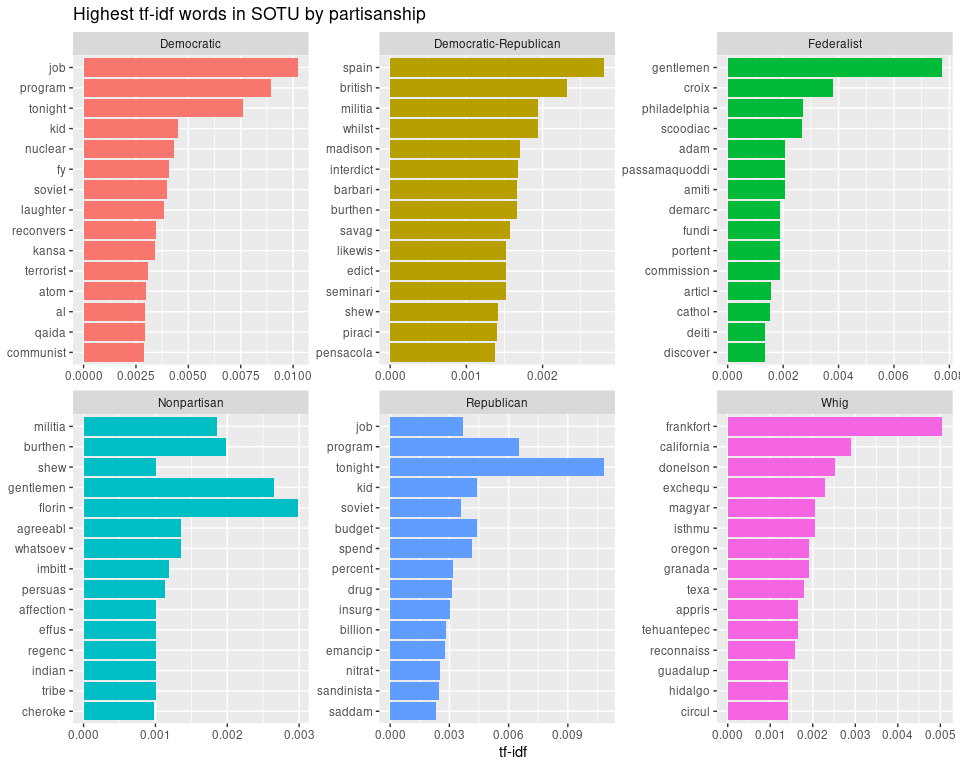 Highest tf-idf words in SOTU by partisanship
Democratic
job
program
tonight
kid
nuclear
fy
soviet
laughter
reconvers
kansa
terrorist
atom
al
qaida
communist
0.0000 0.0025 0.0050 0.0075 0.0100
Democratic-Republican
spain
british
militia
whilst
madison
interdict
barbari
burthen
savag
likewis
edict
seminari
shew
piraci
pensacola
0.000 0.001 0.002
Federalist
gentlemen
croix
philadelphia
scoodiac
adam
passamaquoddi
amiti
demarc
fundi
portent
commission
articl
cathol
deiti
discover
0.000 0.002 0.004 0.006 0.008
Nonpartisan
militia
burthen
shew
gentlemen
florin
agreeabl
whatsoev
imbitt
persuas
affection
effus
regenc
indian
tribe
cheroke
0.000 0.001 0.002 0.003
Republican
job
program
tonight
kid
soviet
budget
spend
percent
drug
insurg
billion
emancip
nitrat
sandinista
saddam
0.000 0.003 0.006 0.009
Whig
frankfort
california
donelson
exchequ
magyar
isthmu
oregon
granada
texa
appris
tehuantepec
reconnaiss
guadalup
hidalgo
circul
0.000 0.001 0.002 0.003 0.004 0.005
tf-idf